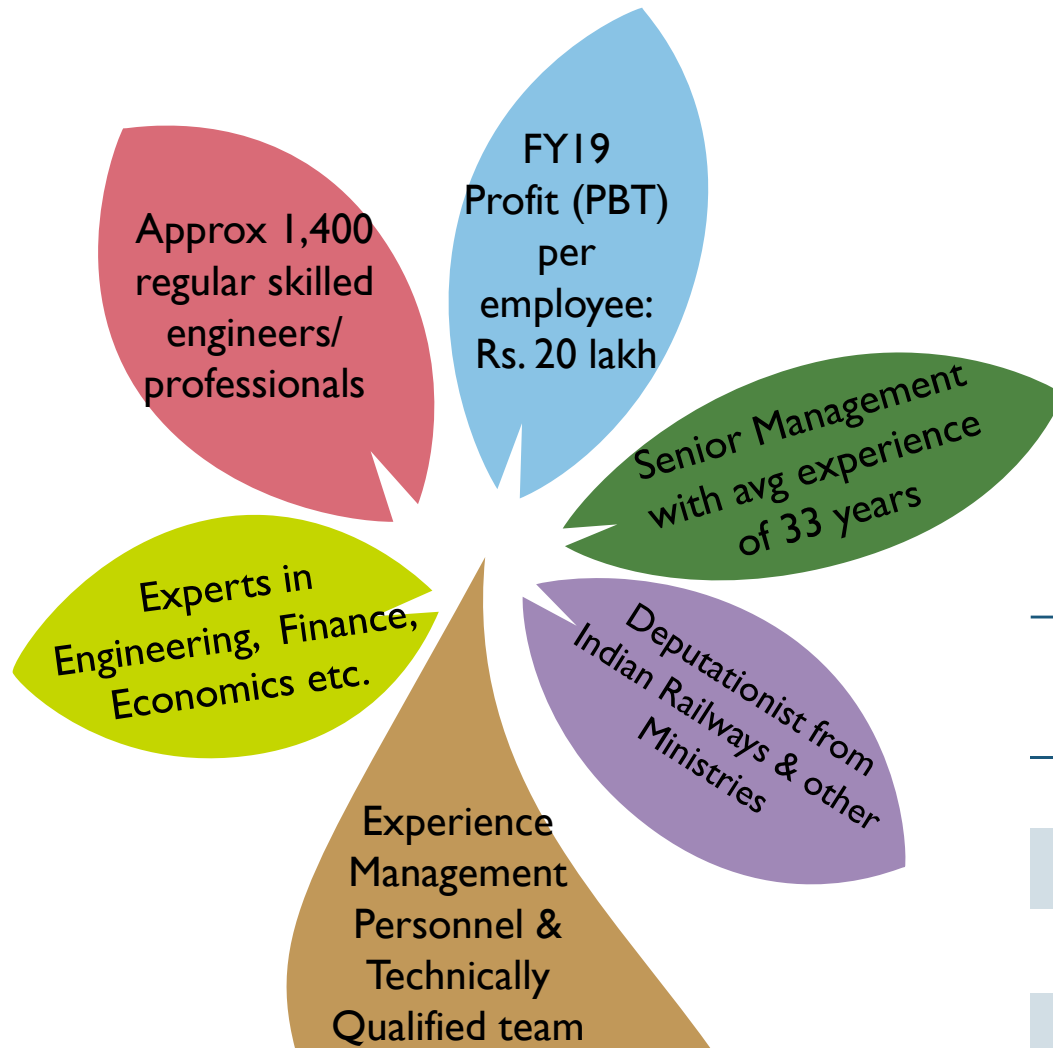 FY19
Profit (PBT)
per
employee:
Rs. 20 lakh
Approx 1,400
regular skilled
engineers/
professionals
Senior Management
with avg experience
of 33 years
Experts in
Engineering, Finance,
Economics etc.
Deputationist from
Indian Railways & other
Ministries
Experience
Management
Personnel &
Technically
Qualified team